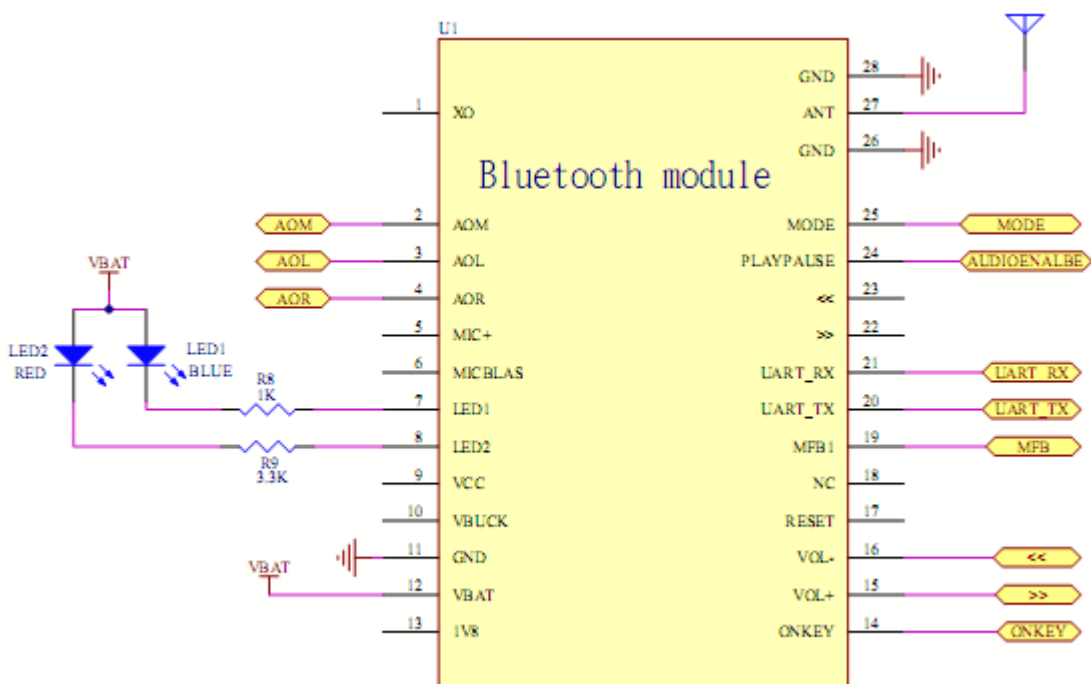 U1
GND 28
1 XO ANT 27
GND 26
Bluetooth module
AOM 2 AOM MODE 25 MODE
AOL 3 AOL PLAYPAUSE 24 AUDIOENALBE
VBAT
AOR 4 AOR << 23
5 MIC+ >> 22
LED2 RED
LED1 BLUE
6 MICBLAS UART_RX 21 UART_RX
R8
1K
7 LED1 UART_TX 20 UART_TX
8 LED2 MFB1 19 MFB
R9
3.3K
9 VCC NC 18
10 VBUCK RESET 17
11 GND VOL- 16 <<
VBAT
12 VBAT VOL+ 15 >>
13 1V8 ONKEY 14 ONKEY